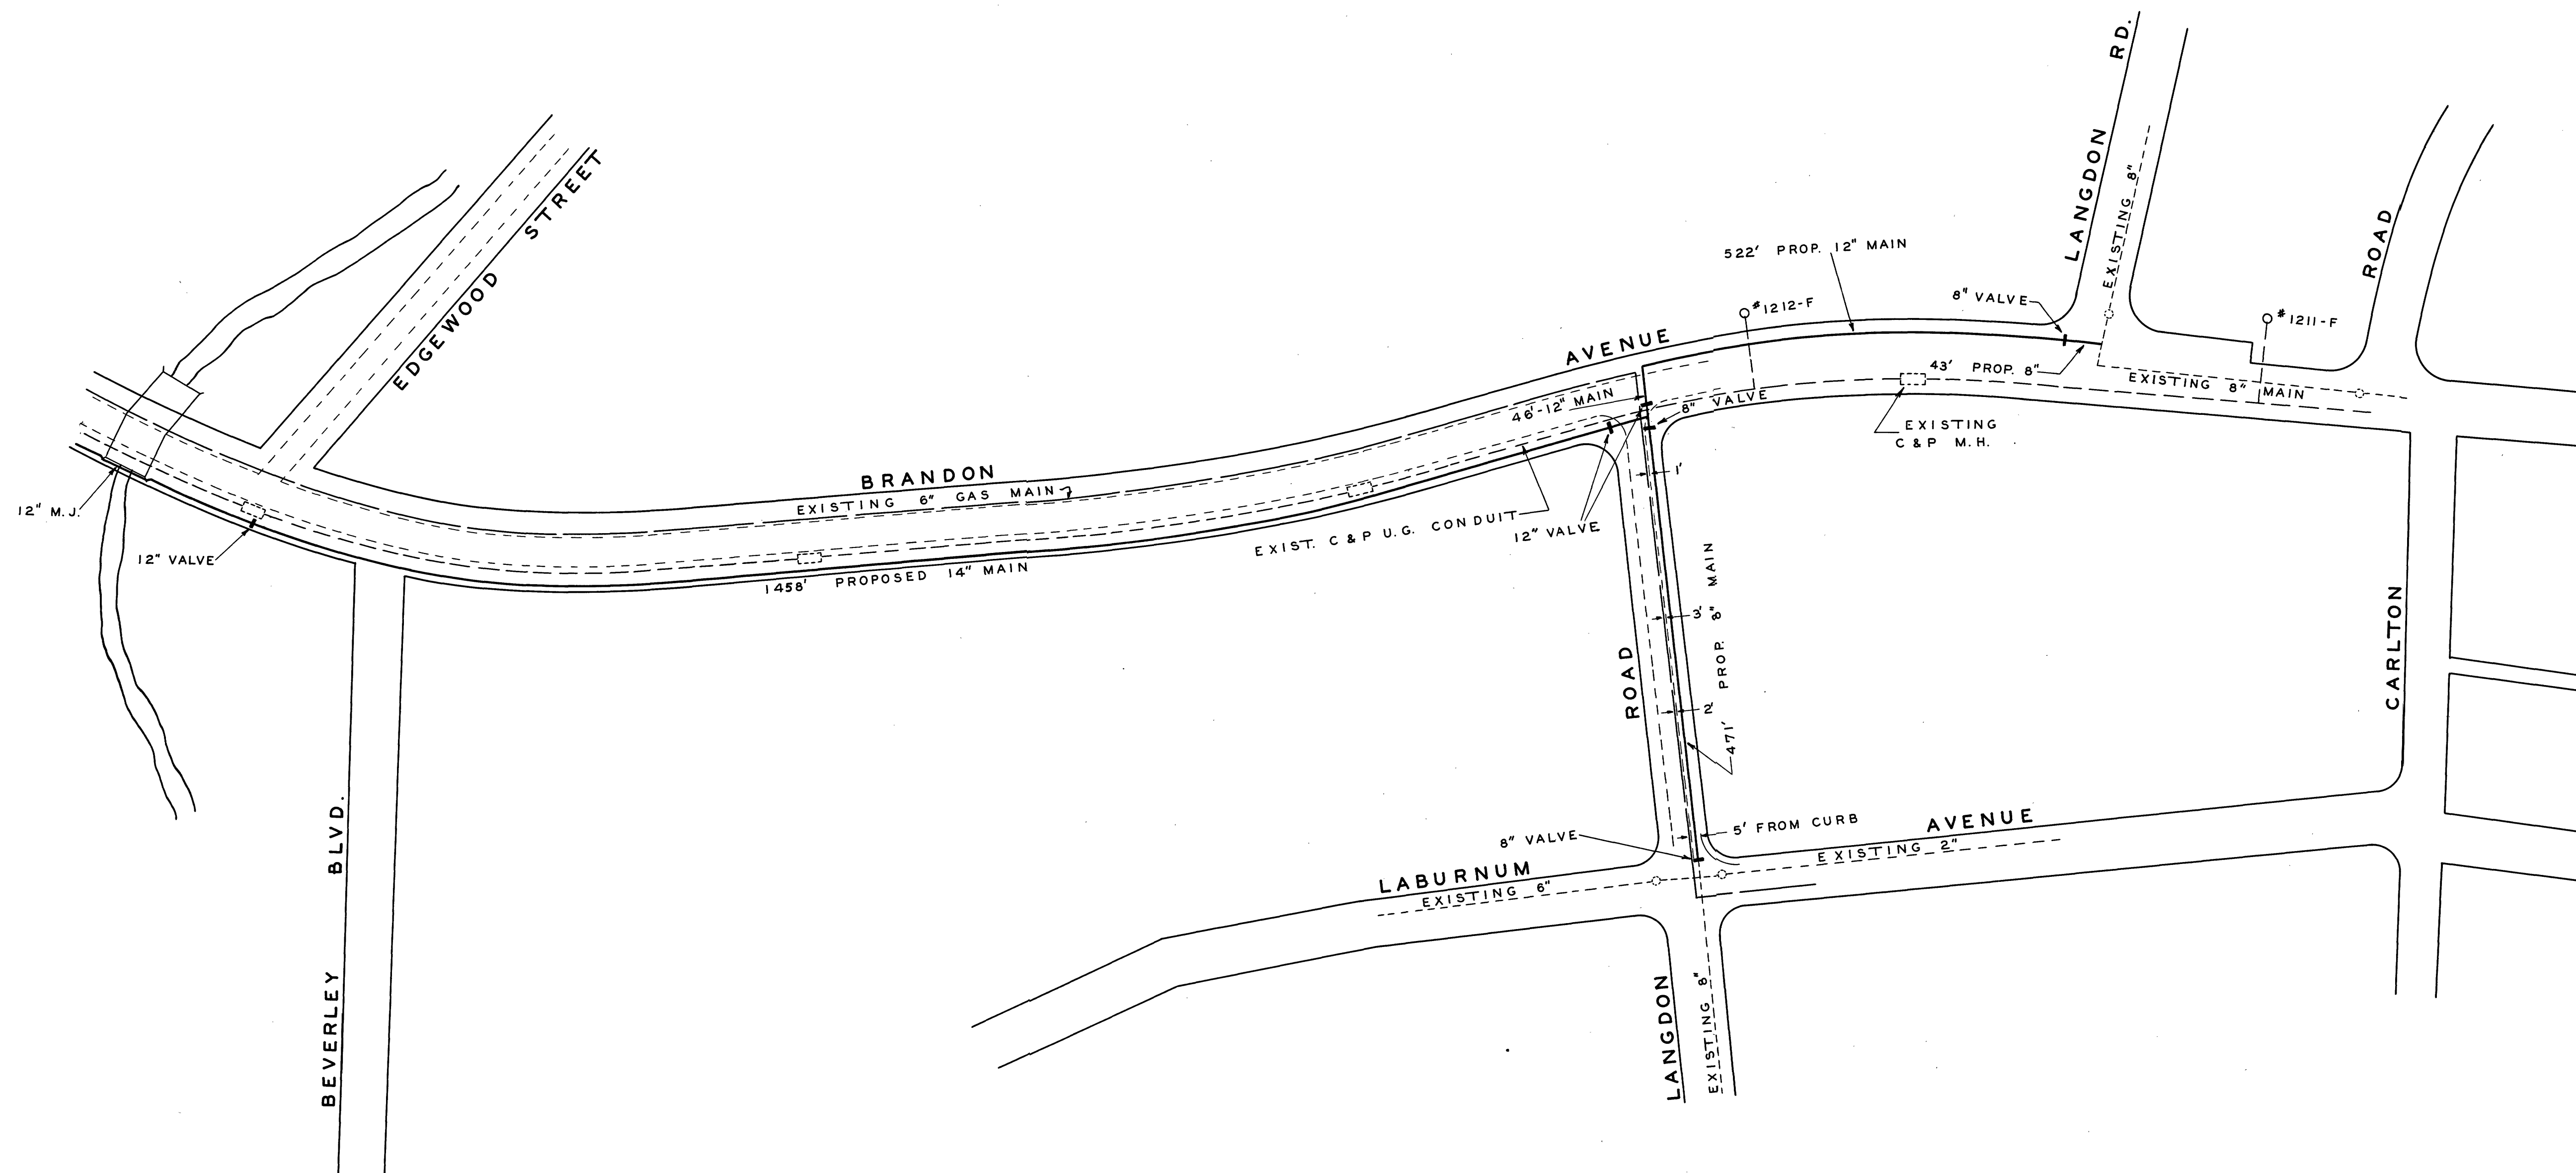 LANGDON RD.
EXISTING 8"
ROAD
EDGEWOOD STREET
522' PROP. 12" MAIN
8" VALVE
#1212-F
#1211-F
AVENUE
43' PROP. 8"
EXISTING 8" MAIN
46'-12" MAIN
8" VALVE
EXISTING
C & P M.H.
BRANDON
EXISTING 6" GAS MAIN
1'
12" M.J.
12" VALVE
EXIST. C & P U.G. CONDUIT
12" VALVE
1458' PROPOSED 14" MAIN
3'
2'
471' PROP. 8" MAIN
ROAD
CARLTON
BEVERLEY BLVD.
8" VALVE
5' FROM CURB
AVENUE
EXISTING 2"
LABURNUM
EXISTING 6"
LANGDON
EXISTING 8"